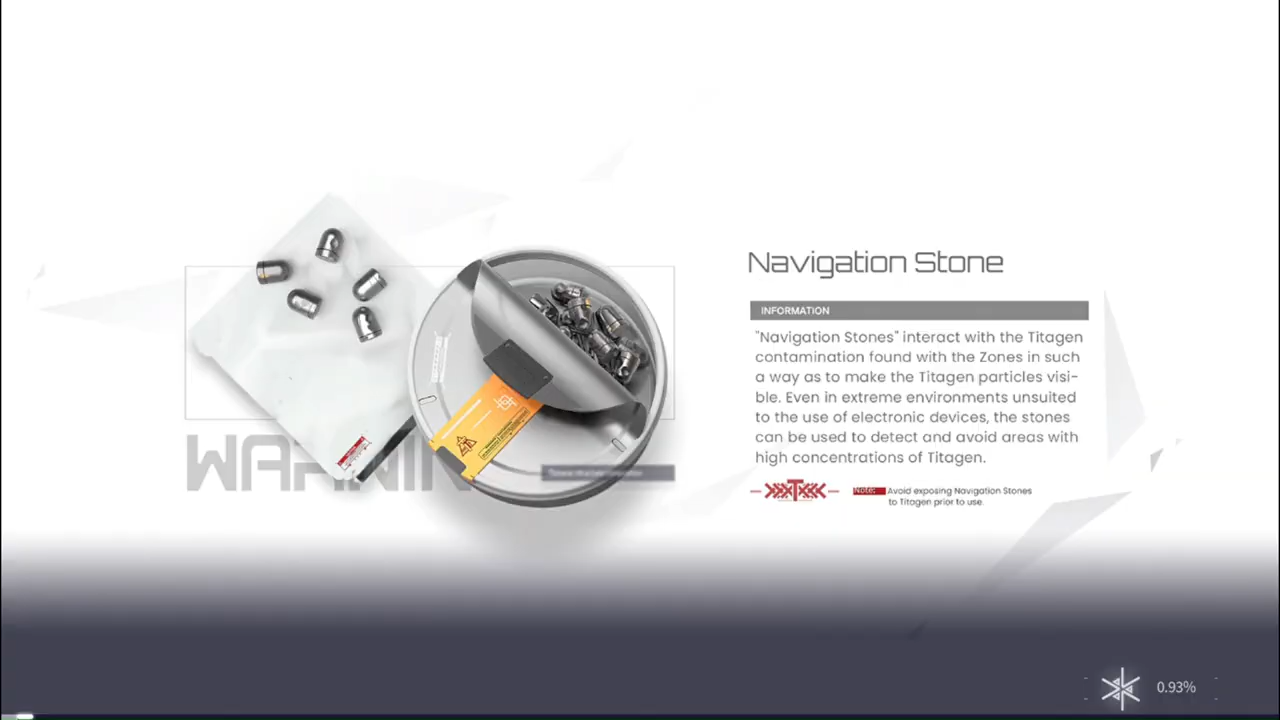 Navigation Stone
INFORMATION
"Navigation Stones" interact with the Titagen
contamination found with the Zones in such
a way as to make the Titagen particles visi-
ble. Even in extreme environments unsuited
to the use of electronic devices, the stones
can be used to detect and avoid areas with
high concentrations of Titagen.
Note: Avoid exposing Navigation Stones
to Titagen prior to use.
0.93%